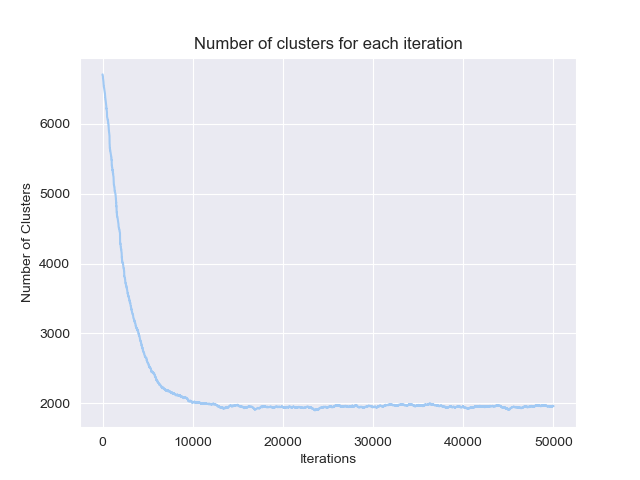 Number of clusters for each iteration
6000
5000
4000
3000
2000
Number of Clusters
0 10000 20000 30000 40000 50000
Iterations